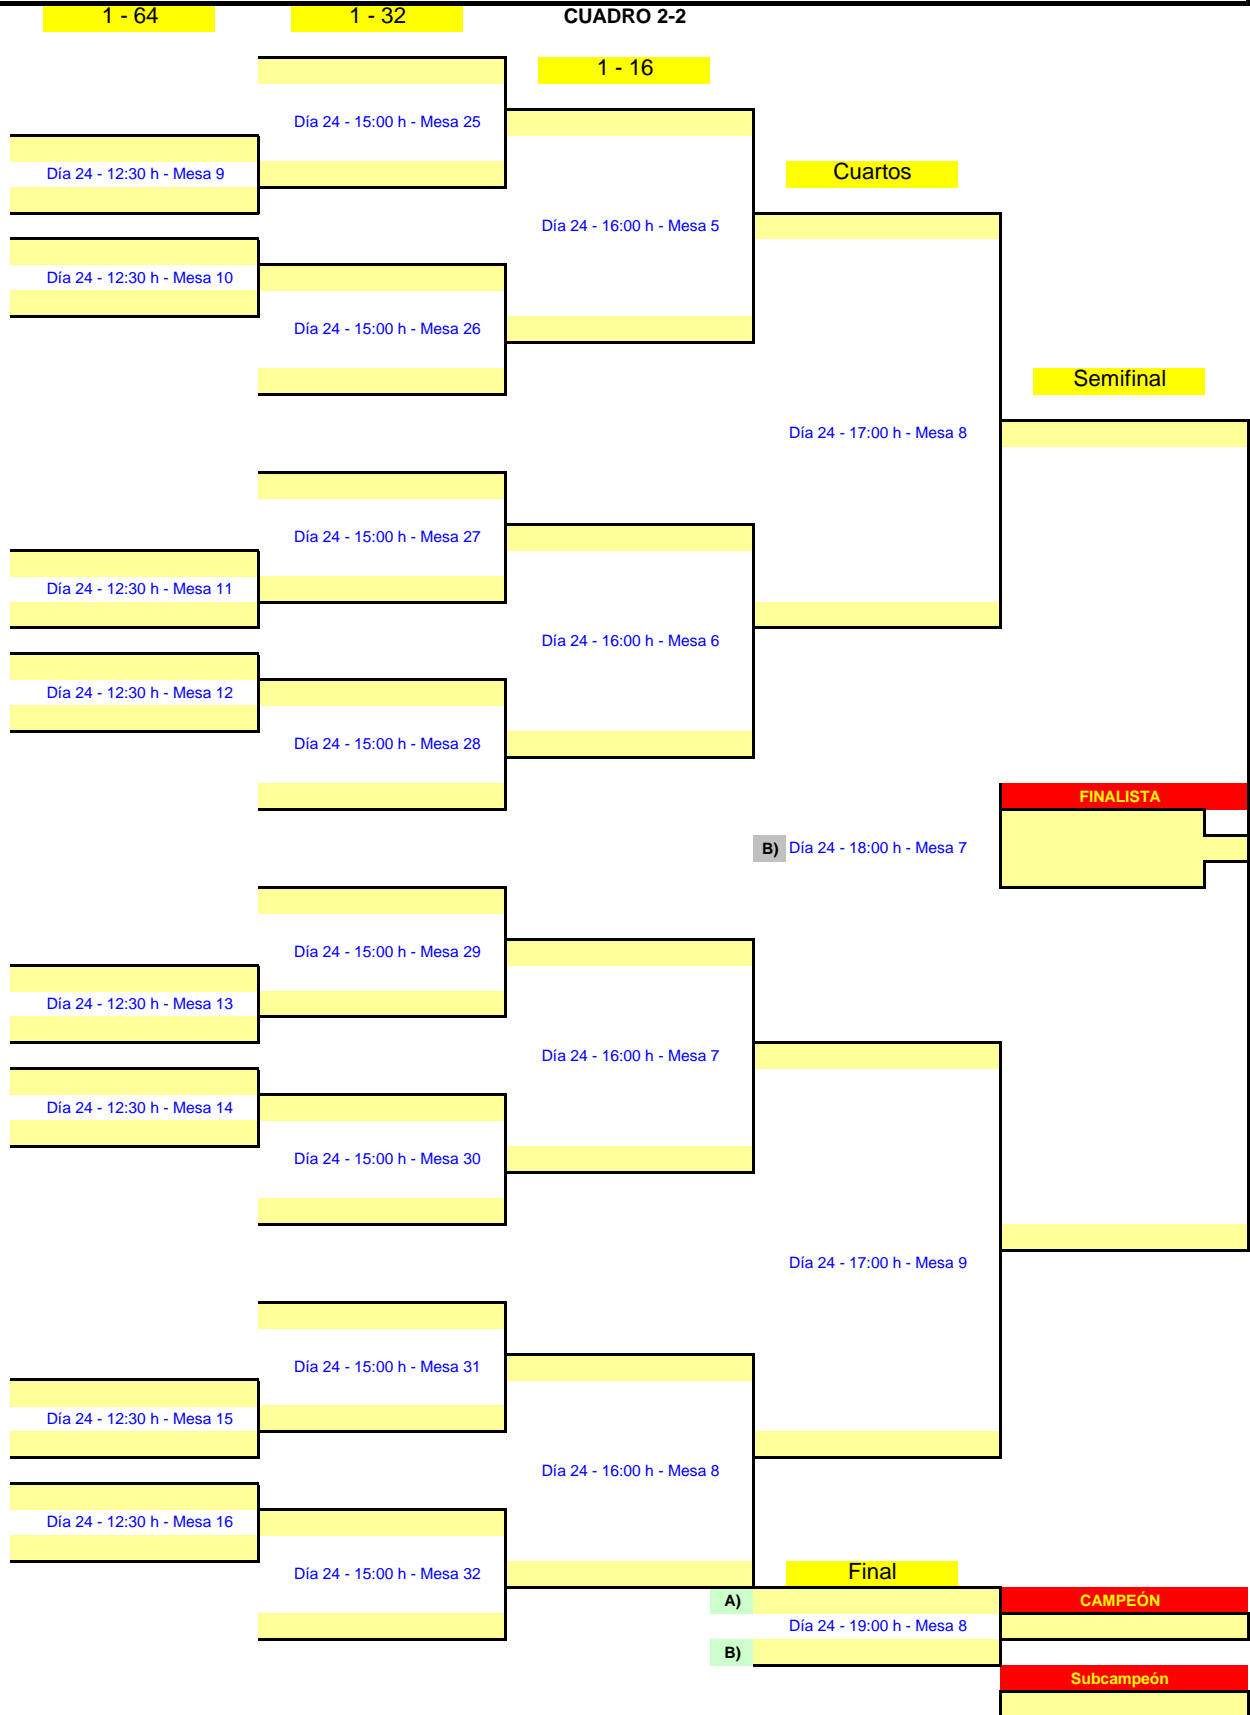 1 - 64
1 - 32
CUADRO 2-2
1 - 16
Día 24 - 15:00 h - Mesa 25
Día 24 - 12:30 h - Mesa 9
Cuartos
Día 24 - 16:00 h - Mesa 5
Día 24 - 12:30 h - Mesa 10
Día 24 - 15:00 h - Mesa 26
Semifinal
Día 24 - 17:00 h - Mesa 8
Día 24 - 15:00 h - Mesa 27
Día 24 - 12:30 h - Mesa 11
Día 24 - 16:00 h - Mesa 6
Día 24 - 12:30 h - Mesa 12
Día 24 - 15:00 h - Mesa 28
FINALISTA
B) Día 24 - 18:00 h - Mesa 7
Día 24 - 15:00 h - Mesa 29
Día 24 - 12:30 h - Mesa 13
Día 24 - 16:00 h - Mesa 7
Día 24 - 12:30 h - Mesa 14
Día 24 - 15:00 h - Mesa 30
Día 24 - 17:00 h - Mesa 9
Día 24 - 15:00 h - Mesa 31
Día 24 - 12:30 h - Mesa 15
Día 24 - 16:00 h - Mesa 8
Día 24 - 12:30 h - Mesa 16
Día 24 - 15:00 h - Mesa 32
Final
A)
CAMPEÓN
Día 24 - 19:00 h - Mesa 8
B)
Subcampeón